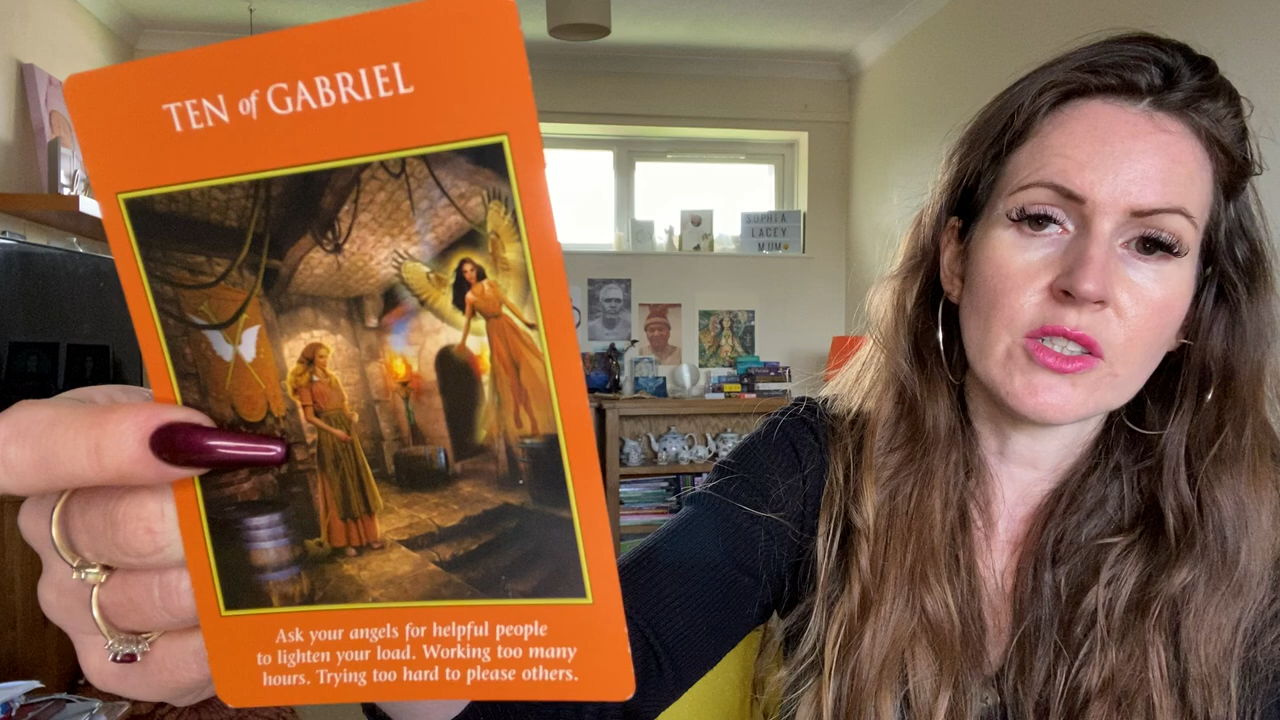 TEN of GABRIEL
Ask your angels for helpful people
to lighten your load. Working too many
hours. Trying too hard to please others.
SOPHIA
LACEY
MUM